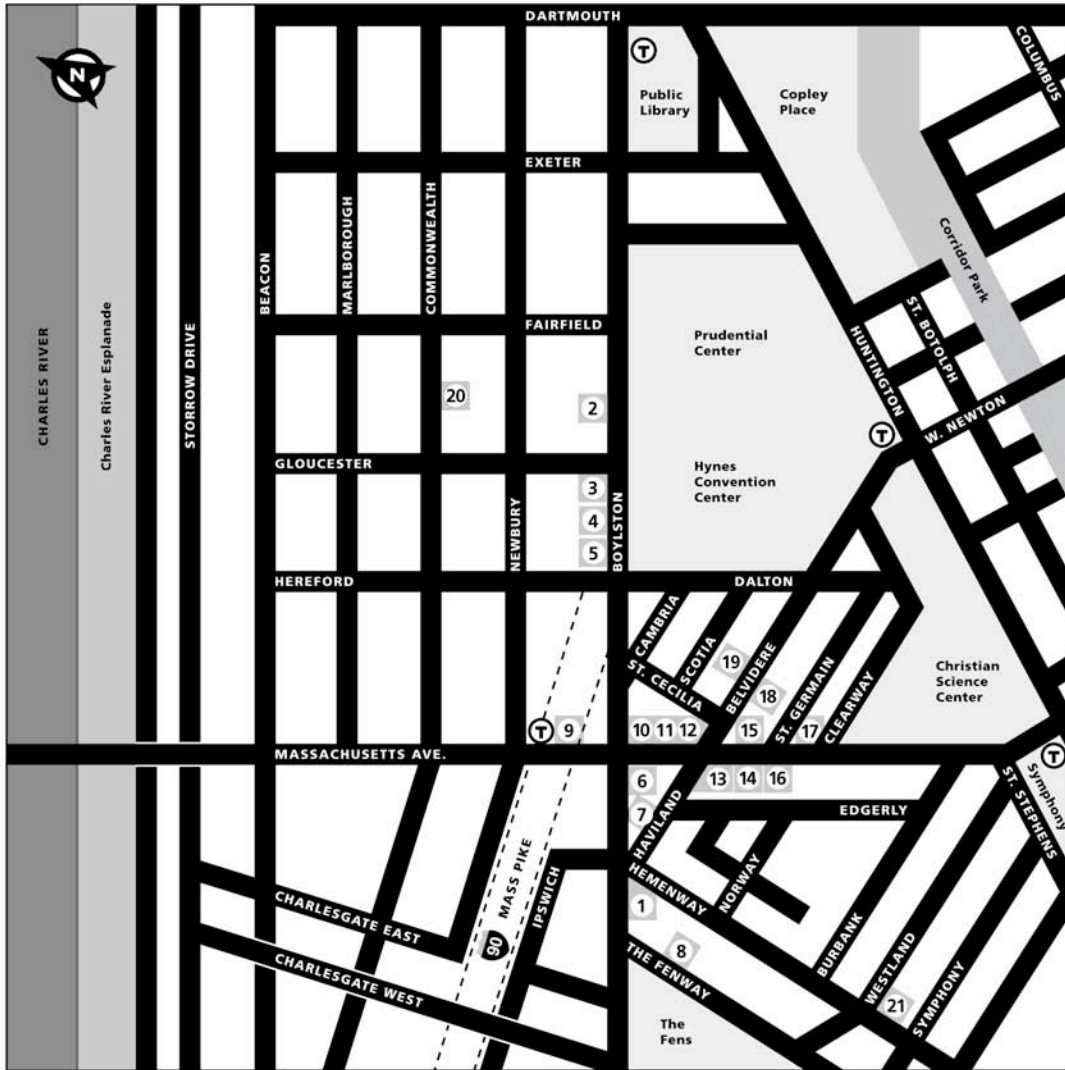 DARTMOUTH
N
T
COLUMBUS
Public
Library
Copley
Place
EXETER
BEACON
MARLBOROUGH
COMMONWEALTH
Corridor Park
CHARLES RIVER
Charles River Esplanade
STORROW DRIVE
FAIRFIELD
Prudential
Center
HUNTINGTON
ST. BOTOLPH
20
2
T
W. NEWTON
GLOUCESTER
3
4
5
NEWBURY
BOYLSTON
Hynes
Convention
Center
HEREFORD
DALTON
CAMBRIA
SCOTIA
ST. CECILIA
19
BELVIDERE
18
ST. GERMAIN
CLEARWAY
Christian
Science
Center
T
9
10
11
12
15
17
MASSACHUSETTS AVE.
T
Symphony
ST. STEPHENS
6
13
14
16
7
HAVILAND
EDGERLY
MASS PIKE
IPSWICH
HEMENWAY
NORWAY
CHARLESGATE EAST
1
90
8
BURBANK
WESTLAND
SYMPHONY
THE FENWAY
CHARLESGATE WEST
21
The
Fens